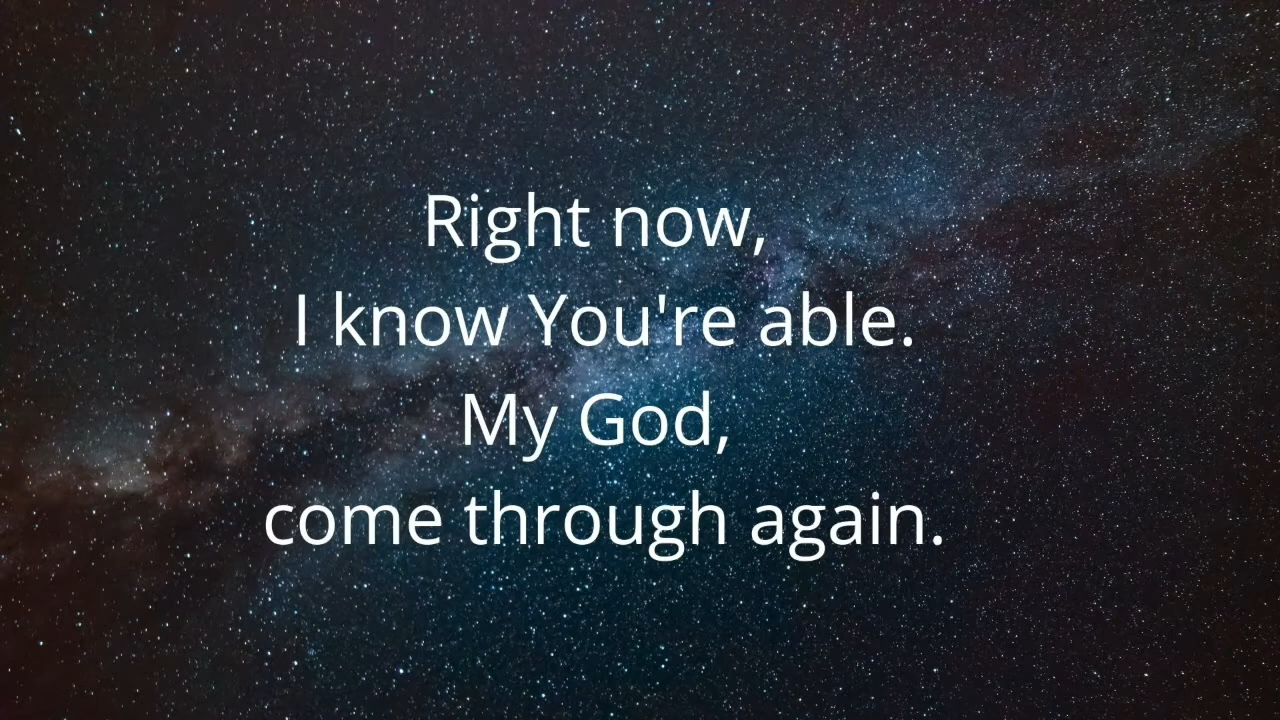 Right now,
I know You're able.
My God,
come through again.